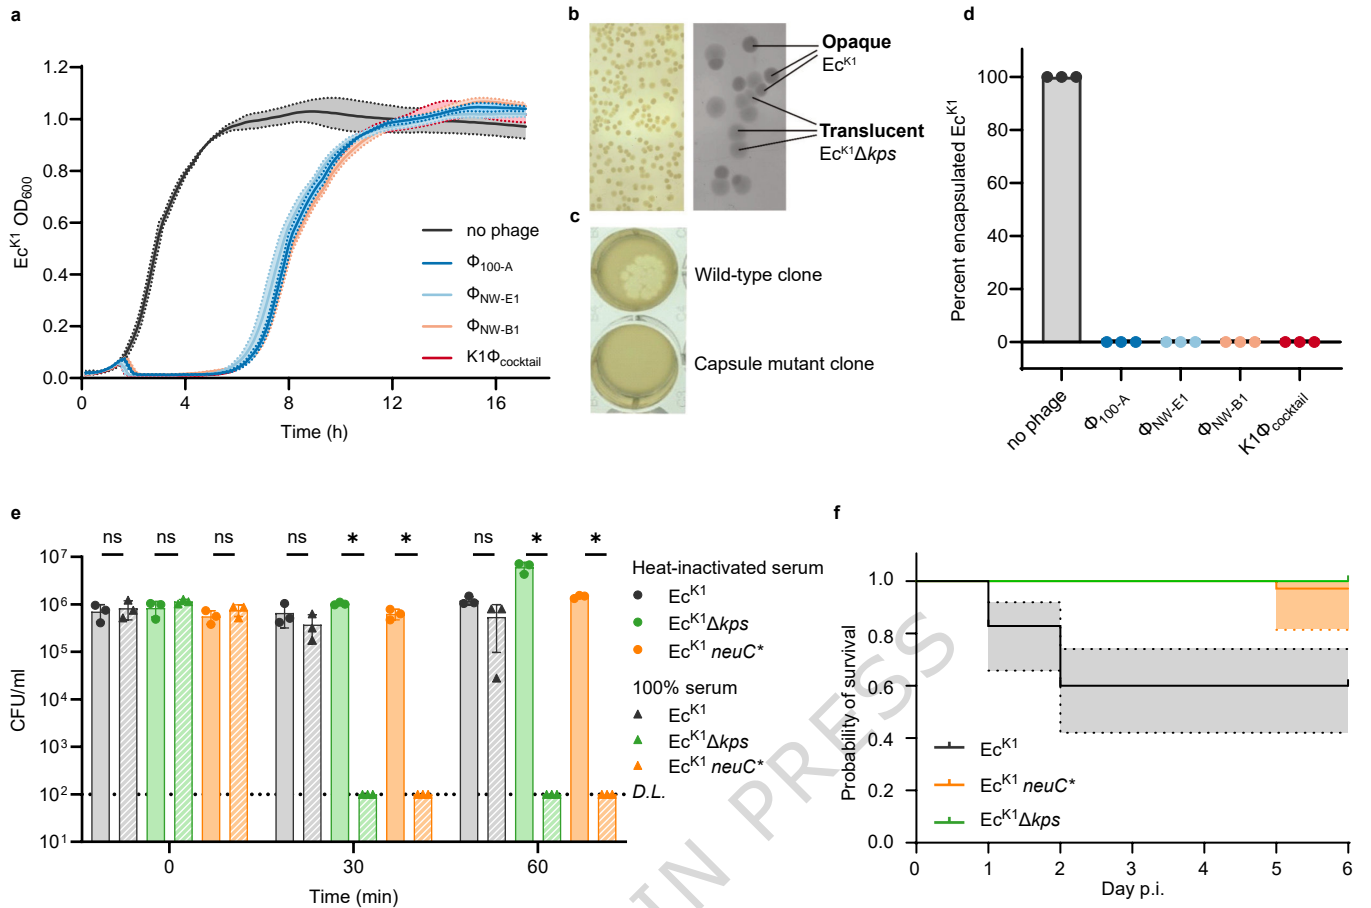 a
Ec^K1 OD600
1.2
1.0
0.8
0.6
0.4
0.2
0.0
0
4
8
12
16
Time (h)
no phage
Φ100-A
ΦNW-E1
ΦNW-B1
K1Φcocktail
b
Opaque
Ec^K1
Translucent
Ec^K1Δkps
c
Wild-type clone
Capsule mutant clone
d
Percent encapsulated Ec^K1
100
80
60
40
20
0
no phage
Φ100-A
ΦNW-E1
ΦNW-B1
K1Φcocktail
e
ns ns ns ns * * ns * *
CFU/ml
10^7
10^6
10^5
10^4
10^3
10^2
10^1
0
30
60
Time (min)
Heat-inactivated serum
Ec^K1
Ec^K1Δkps
Ec^K1 neuC*
100% serum
Ec^K1
Ec^K1Δkps
Ec^K1 neuC*
D.L.
f
Probability of survival
1.0
0.8
0.6
0.4
0.2
0.0
0
1
2
3
4
5
6
Day p.i.
Ec^K1
Ec^K1 neuC*
Ec^K1Δkps
IN PRESS